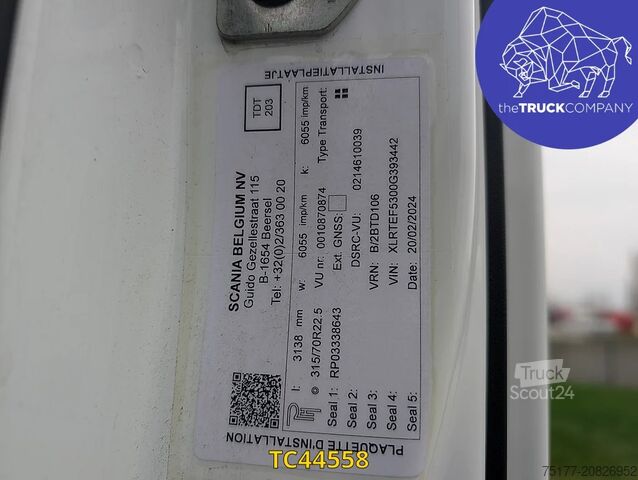 INSTALLATIEPLAATJE
TDT
203
SCANIA BELGIUM NV
Guido Gezellestraat 115
B-1654 Beersel
Tel: +32(0)2/363 00 20
l: 3138 mm w: 6055 imp/km k: 6055 imp/km
315/70R22.5 VU nr: 0010870874 Type Transport:
Seal 1: RP03338643 Ext. GNSS:
Seal 2: DSRC-VU: 0214610039
Seal 3: VRN: B/2BTD106
Seal 4: VIN: XLRTEF5300G393442
Seal 5: 20/02/2024
PLAQUETTE D'INSTALLATION
theTRUCKCOMPANY
Truck
Scout24
TC44558
75177-20826952